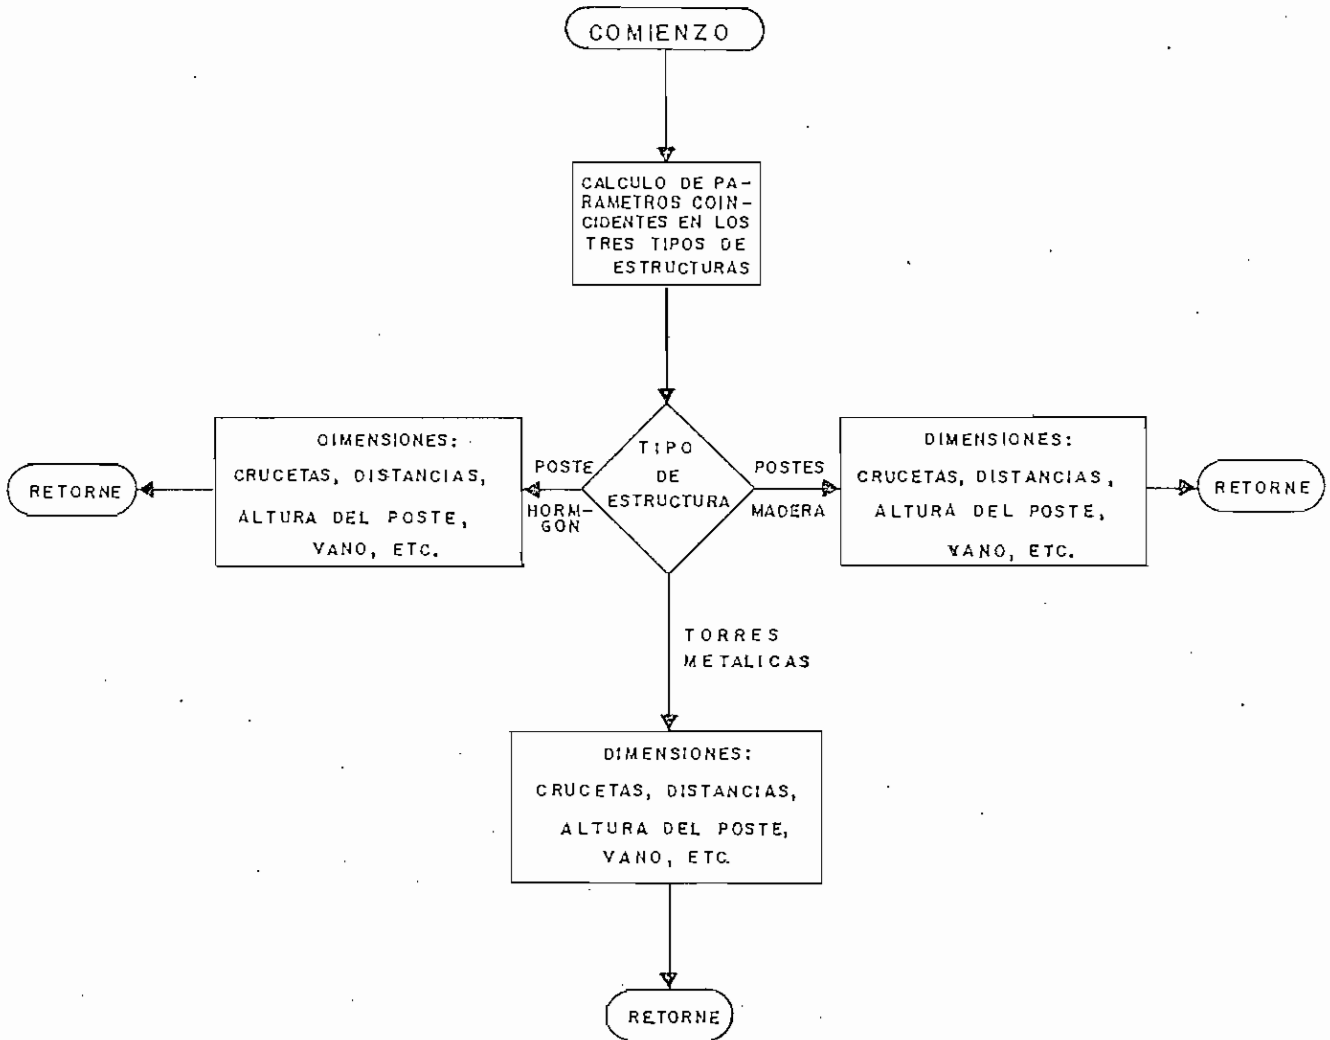 COMIENZO
CALCULO DE PA-
RAMETROS COIN-
CIDENTES EN LOS
TRES TIPOS DE
ESTRUCTURAS
TIPO
DE
ESTRUCTURA
POSTE
HORM-
GON
DIMENSIONES:
CRUCETAS, DISTANCIAS,
ALTURA DEL POSTE,
VANO, ETC.
RETORNE
POSTES
MADERA
DIMENSIONES:
CRUCETAS, DISTANCIAS,
ALTURA DEL POSTE,
VANO, ETC.
RETORNE
TORRES
METALICAS
DIMENSIONES:
CRUCETAS, DISTANCIAS,
ALTURA DEL POSTE,
VANO, ETC.
RETORNE